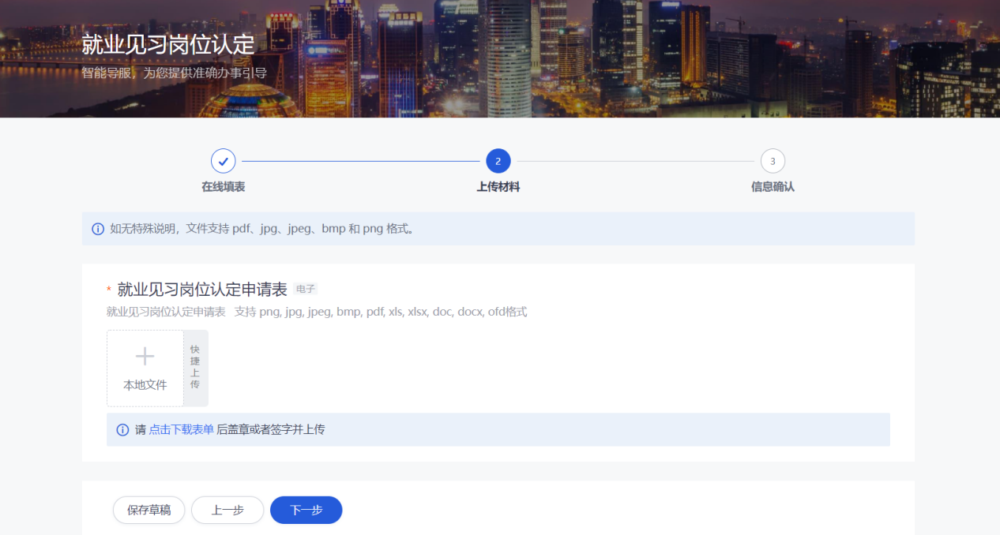 就业见习岗位认定
智能导服，为您提供准确办事引导
2
3
在线填表
上传材料
信息确认
如无特殊说明，文件支持 pdf、jpg、jpeg、bmp 和 png 格式。
* 就业见习岗位认定申请表 电子
就业见习岗位认定申请表 支持 png, jpg, jpeg, bmp, pdf, xls, xlsx, doc, docx, ofd格式
本地文件
快捷上传
请 点击下载表单 后盖章或者签字并上传
保存草稿
上一步
下一步